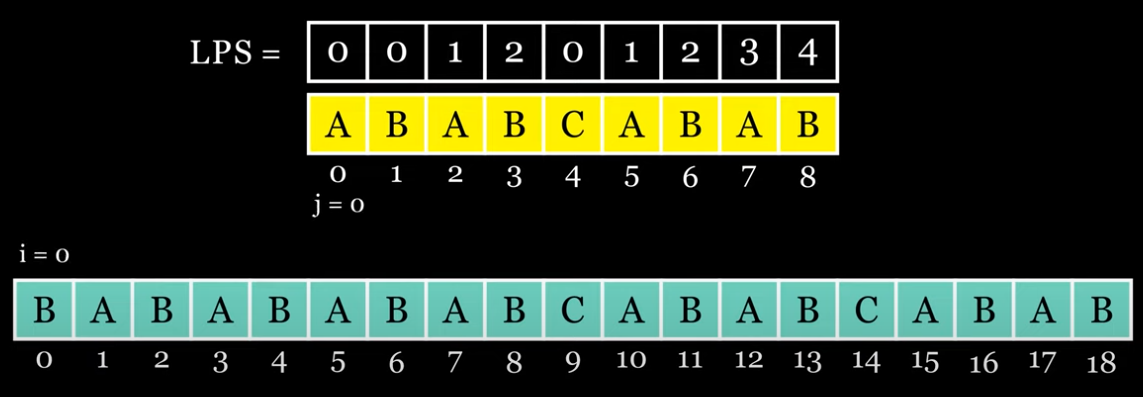 LPS = 0 0 1 2 0 1 2 3 4
A B A B C A B A B
0 1 2 3 4 5 6 7 8
j = 0
i = 0
B A B A B A B A B C A B A B C A B A B
0 1 2 3 4 5 6 7 8 9 10 11 12 13 14 15 16 17 18